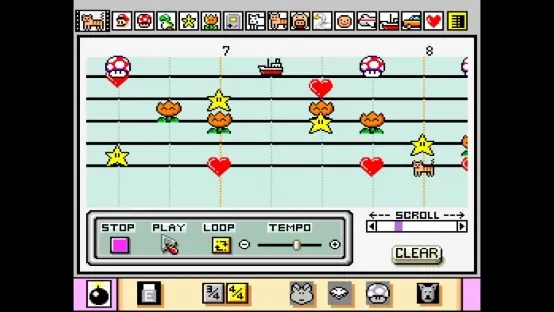 7 8
<-- SCROLL -->
STOP PLAY LOOP TEMPO
CLEAR
3/4 4/4